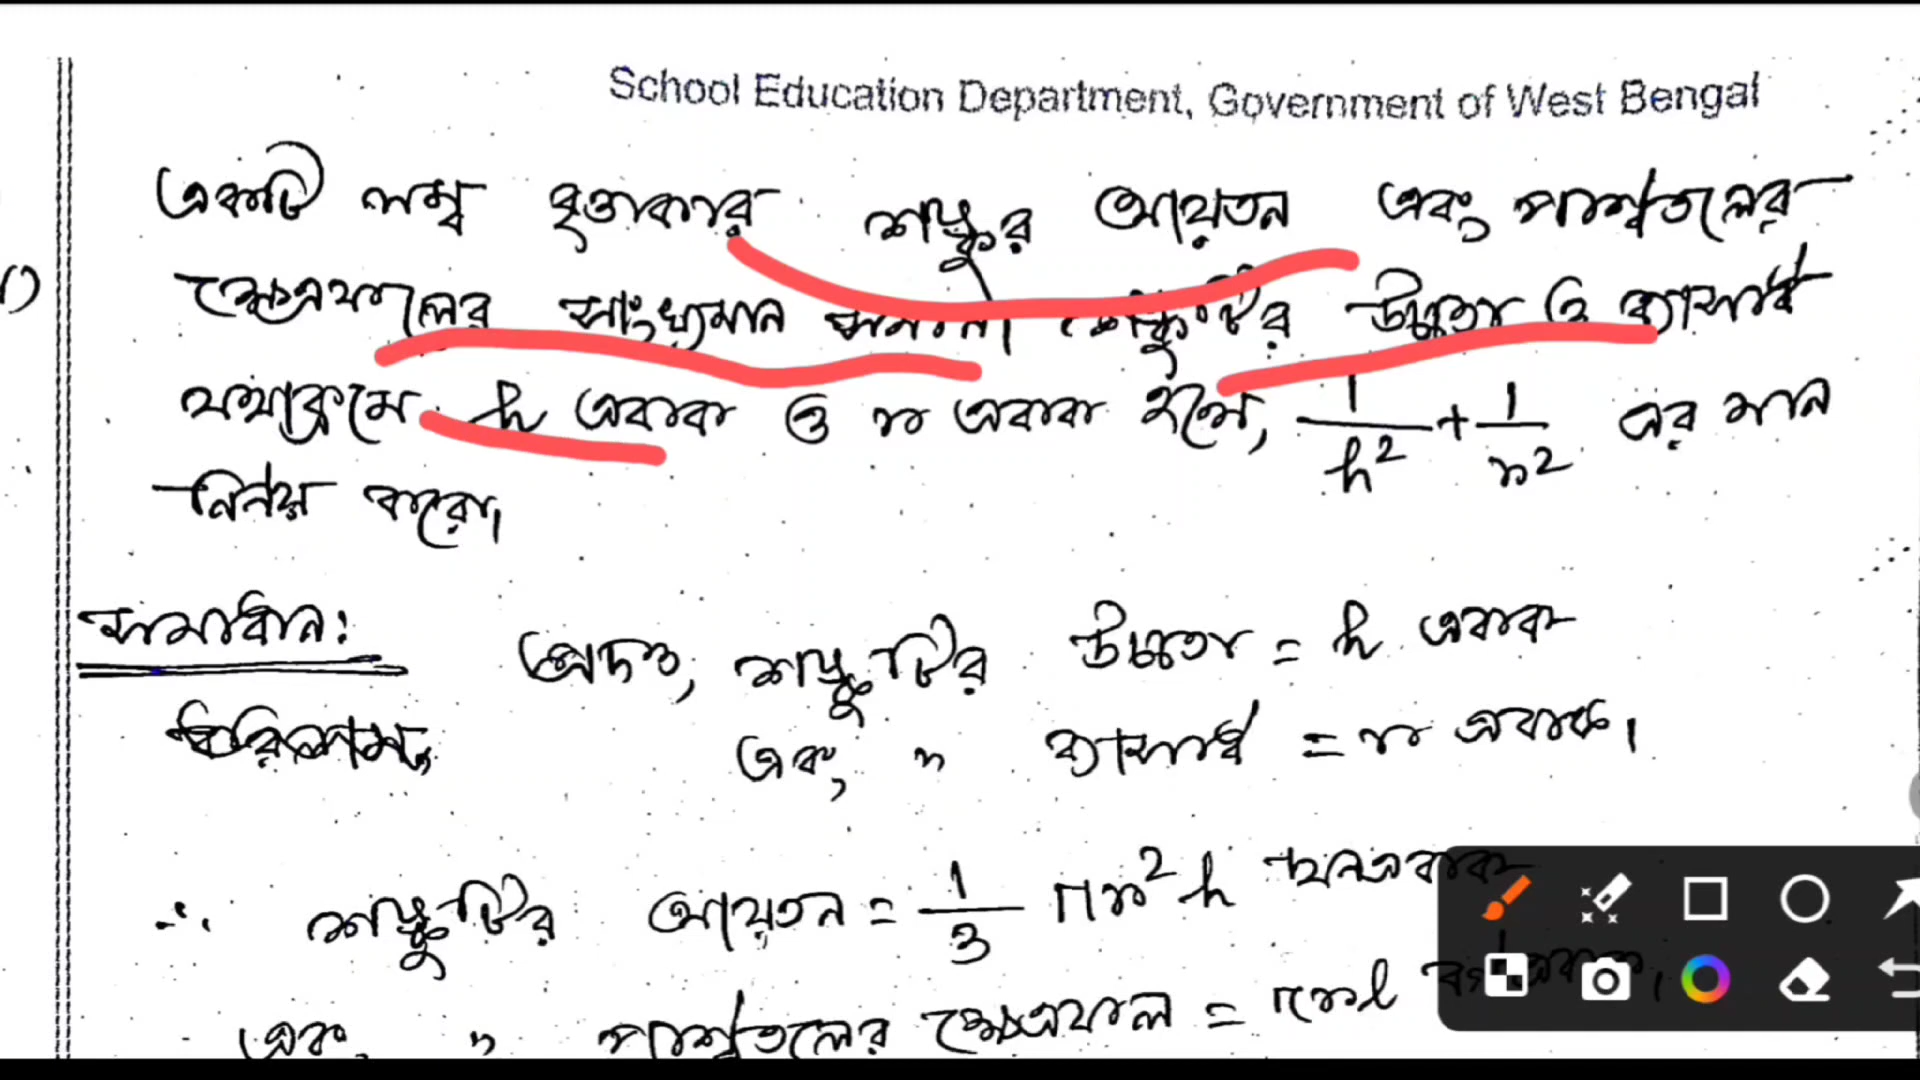 School Education Department, Government of West Bengal
একটি লম্ব বৃত্তাকার শঙ্কুর আয়তন এবং পার্শ্বতলের
ক্ষেত্রফলের সাংখ্যমান সমান। শঙ্কুটির উচ্চতা ও ব্যাসার্ধ
যথাক্রমে h একক ও r একক হলে, 1/h² + 1/r² এর মান
নির্ণয় করো।
সমাধান: প্রদত্ত, শঙ্কুটির উচ্চতা = h একক
ধরিলাম, এবং " ব্যাসার্ধ = r একক।
∴ শঙ্কুটির আয়তন = 1/3 πr²h ঘনএকক
এবং " পার্শ্বতলের ক্ষেত্রফল = πrl